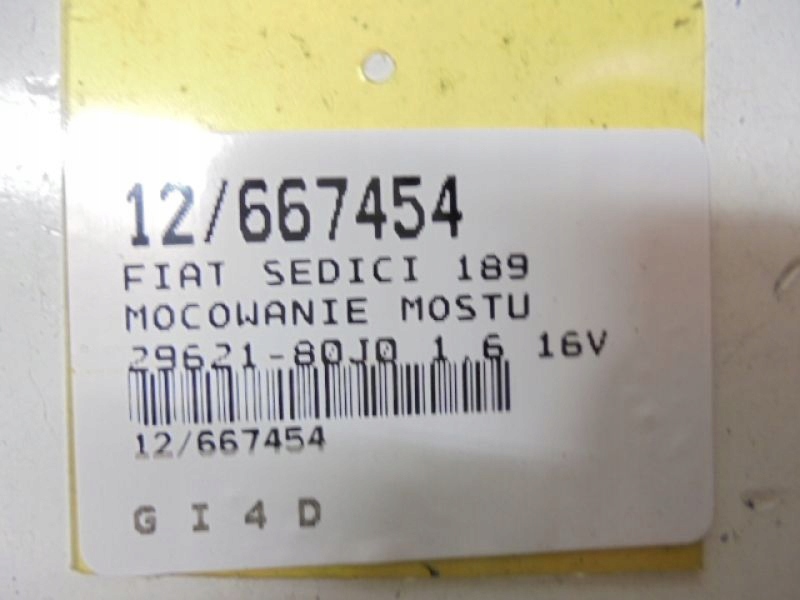 12/667454
FIAT SEDICI 189
MOCOWANIE MOSTU
29621-80J0 1.6 16V
12/667454
G I 4 D